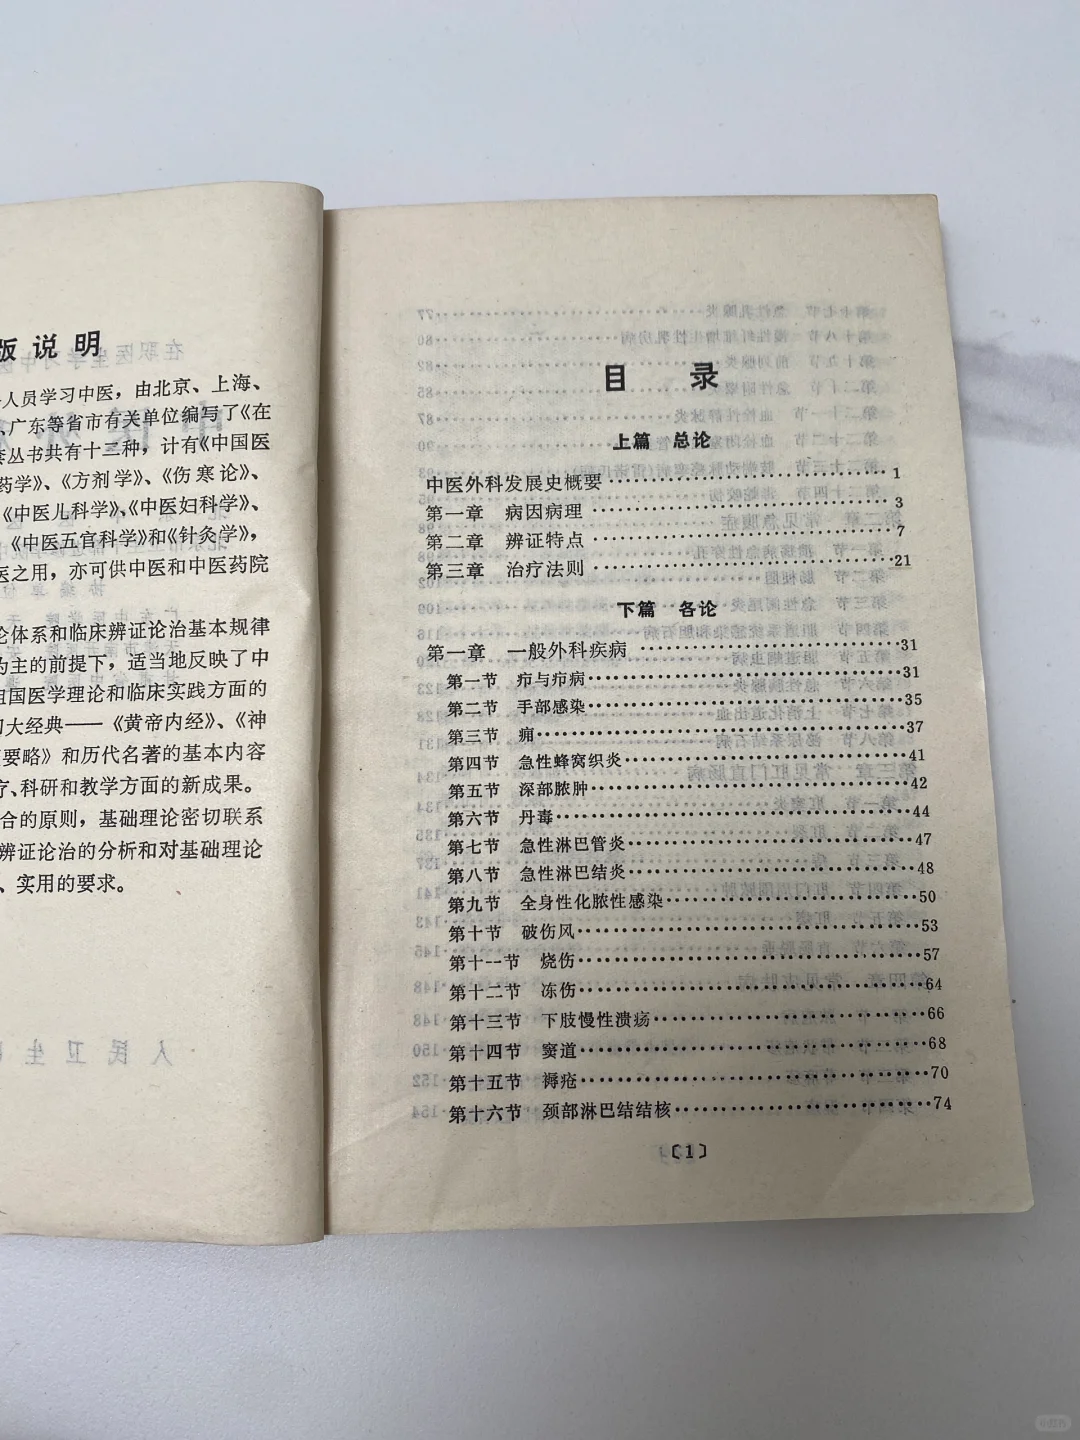 版说明
人员学习中医，由北京、上海、
广东等省市有关单位编写了《在
丛书共有十三种，计有《中国医
药学》、《方剂学》、《伤寒论》、
《中医儿科学》、《中医妇科学》、
《中医五官科学》和《针灸学》，
医之用，亦可供中医和中医药院
论体系和临床辨证论治基本规律
为主的前提下，适当地反映了中
祖国医学理论和临床实践方面的
大经典——《黄帝内经》、《神
要略》和历代名著的基本内容
疗、科研和教学方面的新成果。
合的原则，基础理论密切联系
辨证论治的分析和对基础理论
、实用的要求。
目 录
上篇 总论
中医外科发展史概要……1
第一章 病因病理……3
第二章 辨证特点……7
第三章 治疗法则……21
下篇 各论
第一章 一般外科疾病……31
第一节 疖与疖病……31
第二节 手部感染……35
第三节 痈……37
第四节 急性蜂窝织炎……41
第五节 深部脓肿……42
第六节 丹毒……44
第七节 急性淋巴管炎……47
第八节 急性淋巴结炎……48
第九节 全身性化脓性感染……50
第十节 破伤风……53
第十一节 烧伤……57
第十二节 冻伤……64
第十三节 下肢慢性溃疡……66
第十四节 窦道……68
第十五节 褥疮……70
第十六节 颈部淋巴结结核……74
〔1〕
小红书